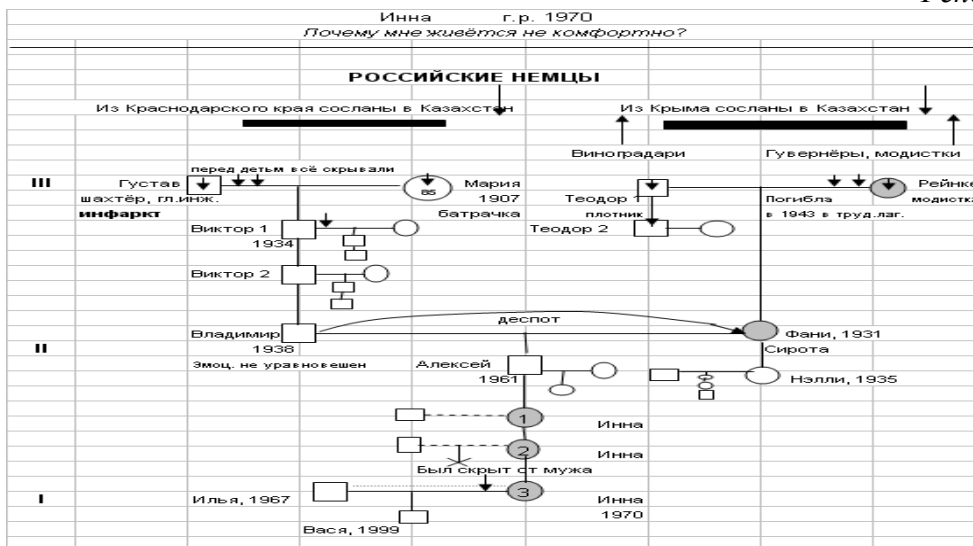 Инна г.р. 1970
Почему мне живётся не комфортно?
РОССИЙСКИЕ НЕМЦЫ
Из Краснодарского края сосланы в Казахстан
Из Крыма сосланы в Казахстан
Виноградари
Гувернёры, модистки
перед детьм всё скрывали
III
Густав
шахтёр, гл.инж.
инфаркт
85
Мария
1907
батрачка
Теодор 1
плотник
Погибла
в 1943 в труд.лаг.
Рейнке
модистка
Виктор 1
1934
Теодор 2
Виктор 2
деспот
Владимир
1938
Эмоц. не уравновешен
Фани, 1931
Сирота
II
Алексей
1961
Нэлли, 1935
1
Инна
2
Инна
Был скрыт от мужа
I
Илья, 1967
3
Инна
1970
Вася, 1999